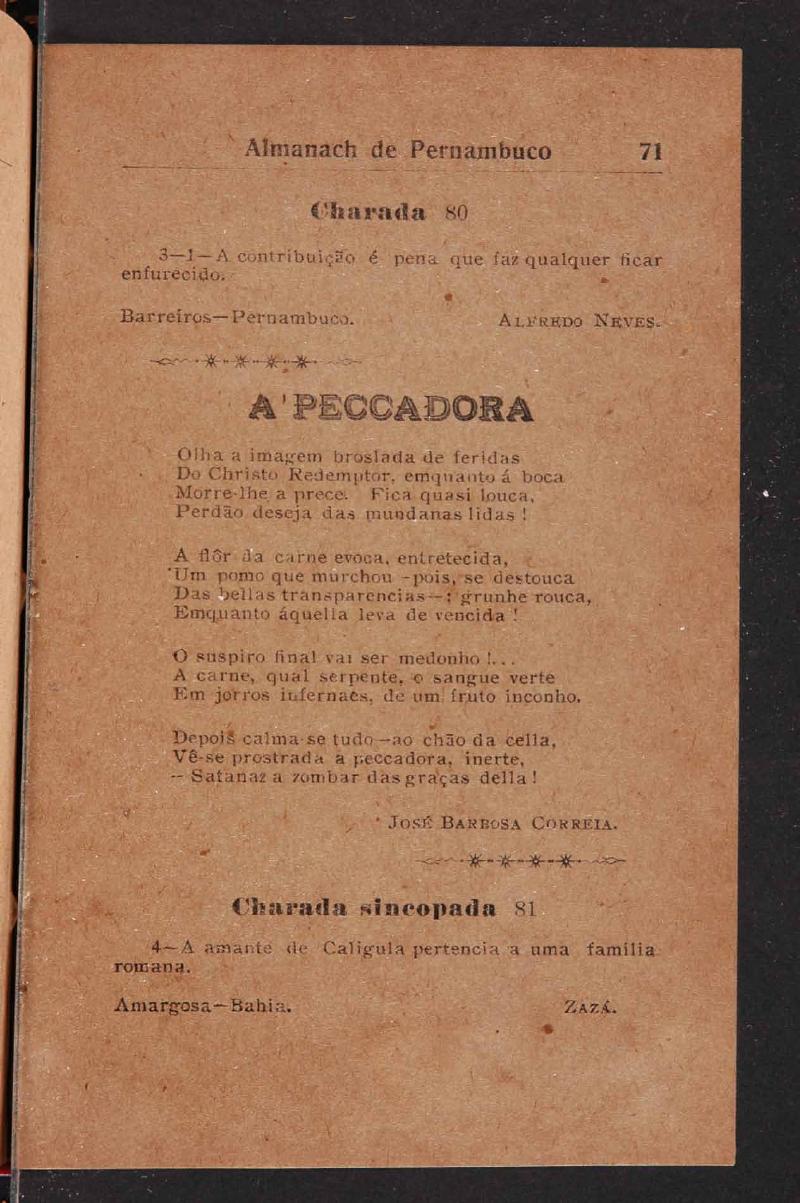 Almanach de Pernambuco 71
Charada 80
3—1—A contribuição é pena que faz qualquer ficar
enfurecido.
Barreiros—Pernambuco. ALFREDO NEVES.
A' PECCADORA
Olha a imagem broslada de feridas
Do Christo Redemptor, emquanto á boca
Morre-lhe a prece. Fica quasi louca,
Perdão deseja das mundanas lidas !
A flôr da carne evoca, entretecida,
Um pomo que murchou -pois, se destouca
Das bellas transparencias—; grunhe rouca,
Emquanto áquella leva de vencida !
O suspiro final vai ser medonho !...
A carne, qual serpente, o sangue verte
Em jorros infernaes, de um fruto inconho.
Depois calma-se tudo—ao chão da cella,
Vê-se prostrada a peccadora, inerte,
— Satanaz a zombar das graças della !
JOSÉ BARBOSA CORREIA.
Charada sincopada 81
4—A amante de Caligula pertencia a uma familia
romana.
Amargosa—Bahia. ZAZÁ.